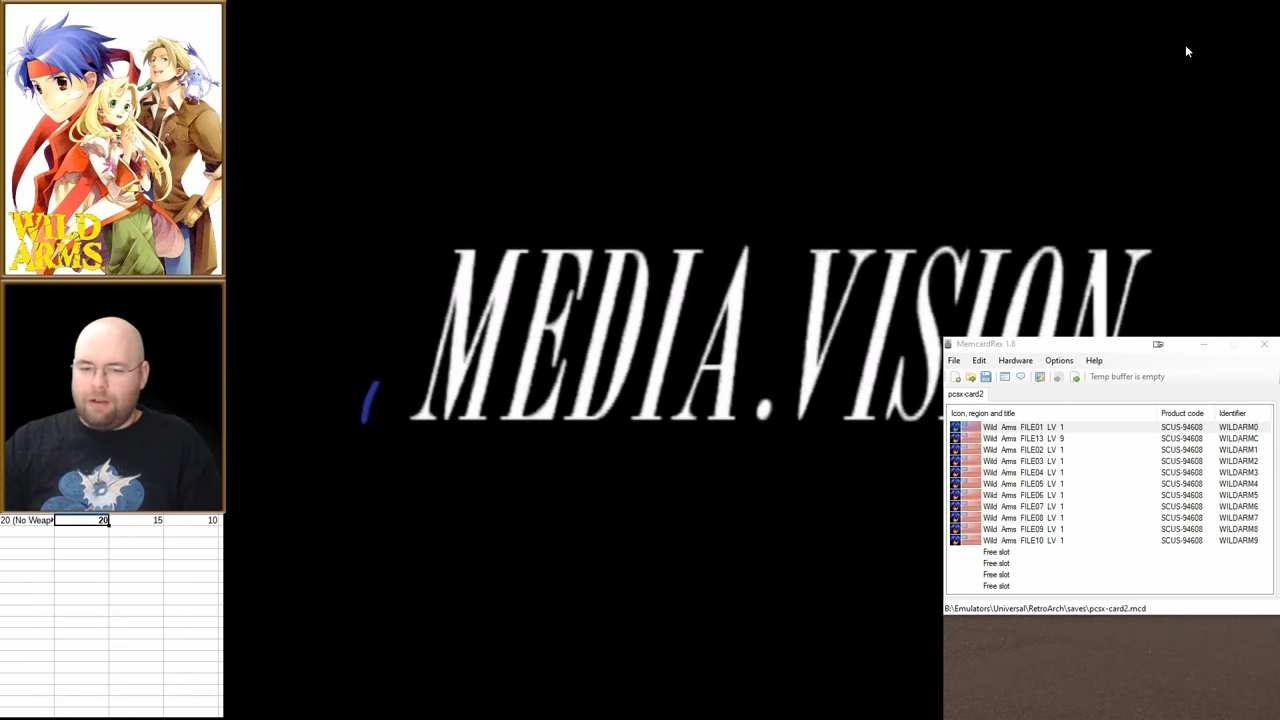 WILD
ARMS
MEDIA.VISION
MemcardRex 1.8
File Edit Hardware Options Help
Temp buffer is empty
pcsx-card2
Icon, region and title Product code Identifier
Wild Arms FILE01 LV 1 SCUS-94608 WILDARM0
Wild Arms FILE13 LV 9 SCUS-94608 WILDARMC
Wild Arms FILE02 LV 1 SCUS-94608 WILDARM1
Wild Arms FILE03 LV 1 SCUS-94608 WILDARM2
Wild Arms FILE04 LV 1 SCUS-94608 WILDARM3
Wild Arms FILE05 LV 1 SCUS-94608 WILDARM4
Wild Arms FILE06 LV 1 SCUS-94608 WILDARM5
Wild Arms FILE07 LV 1 SCUS-94608 WILDARM6
Wild Arms FILE08 LV 1 SCUS-94608 WILDARM7
Wild Arms FILE09 LV 1 SCUS-94608 WILDARM8
Wild Arms FILE10 LV 1 SCUS-94608 WILDARM9
Free slot
Free slot
Free slot
Free slot
B:\Emulators\Universal\RetroArch\saves\pcsx-card2.mcd
20 (No Weap 20 15 10